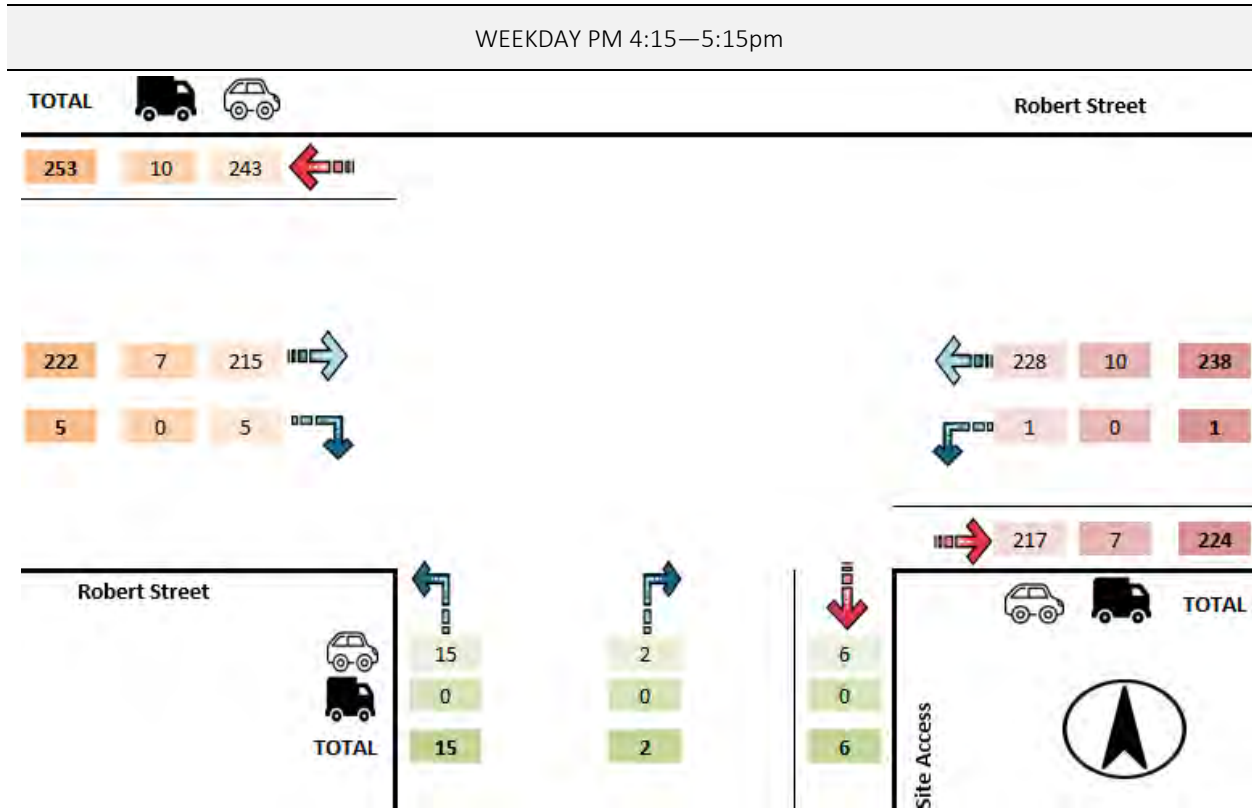 WEEKDAY PM 4:15—5:15pm
TOTAL
Robert Street
253 10 243
222 7 215
228 10 238
5 0 5
1 0 1
217 7 224
Robert Street
TOTAL
15 2 6
0 0 0
TOTAL 15 2 6
Site Access